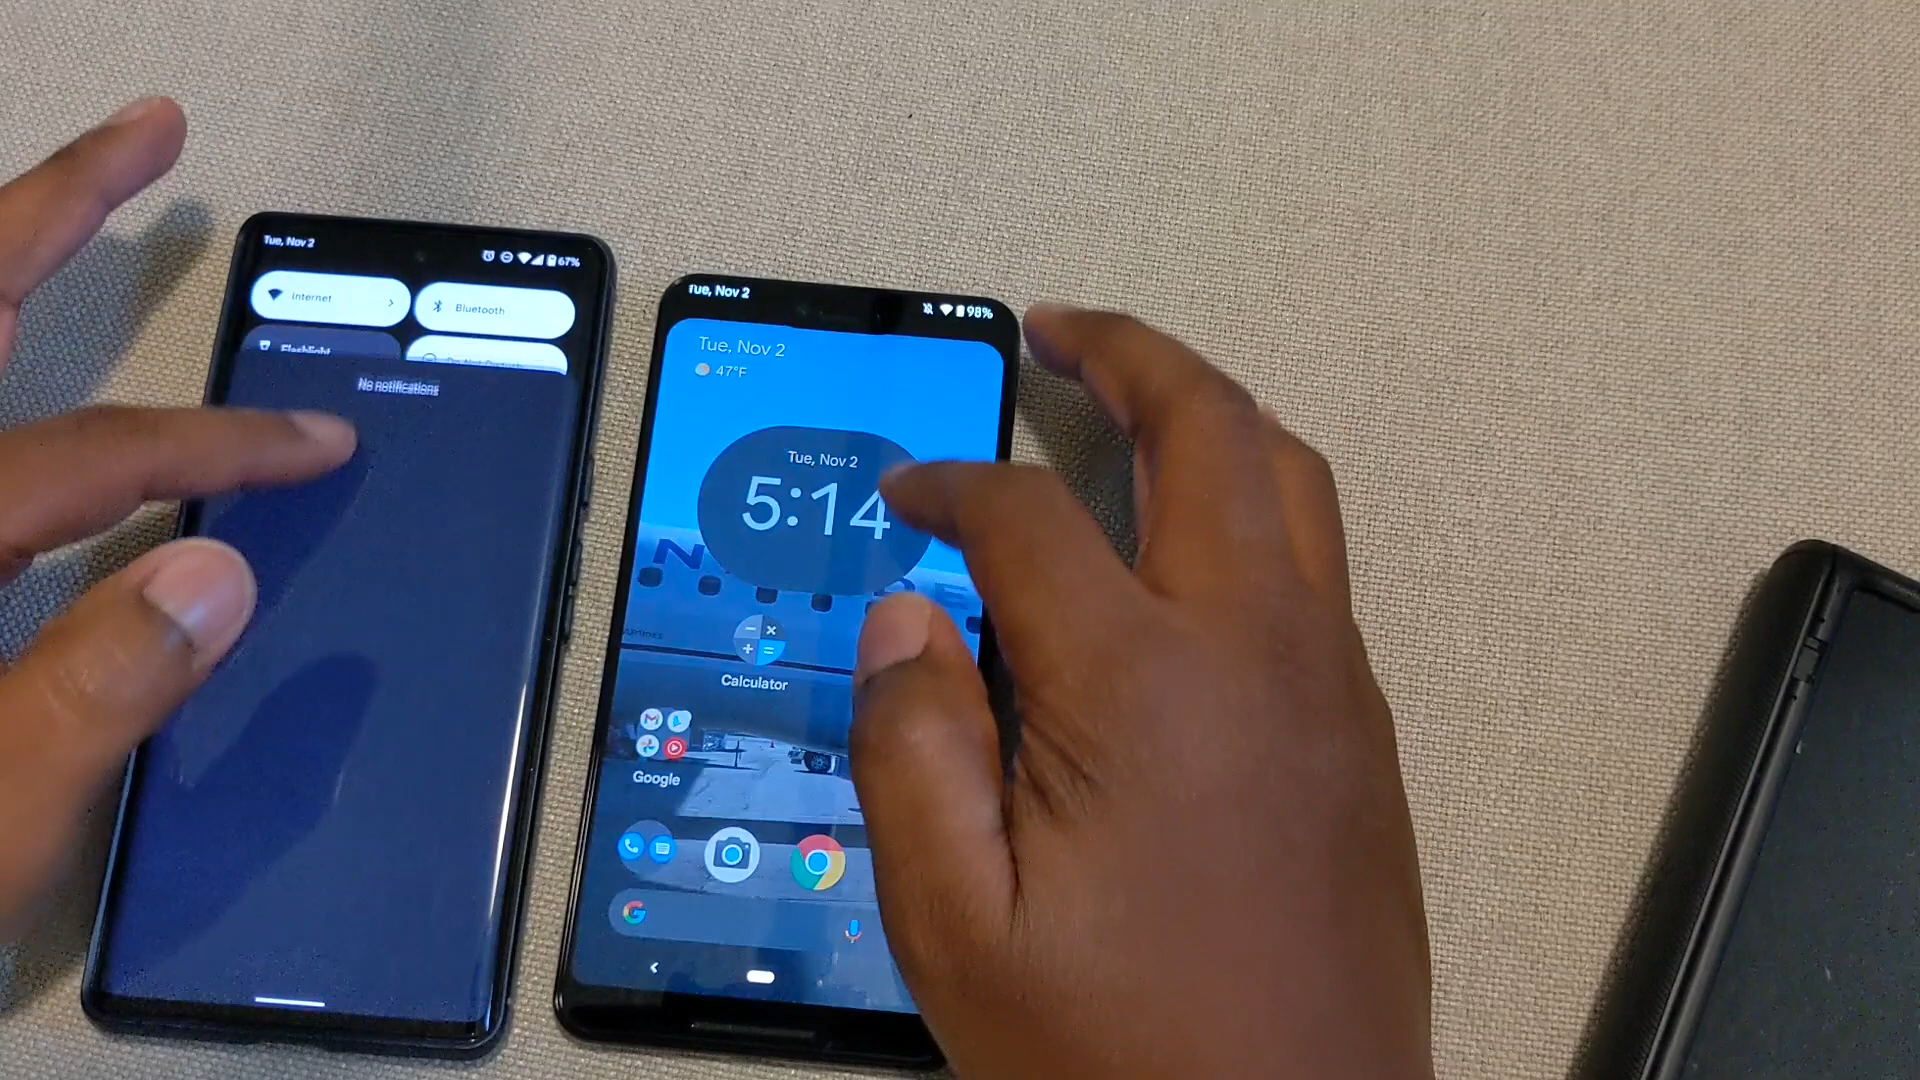 Tue, Nov 2
67%
Internet
Bluetooth
Flashlight
No notifications
Tue, Nov 2
98%
Tue, Nov 2
47°F
Tue, Nov 2
5:14
Calculator
Google